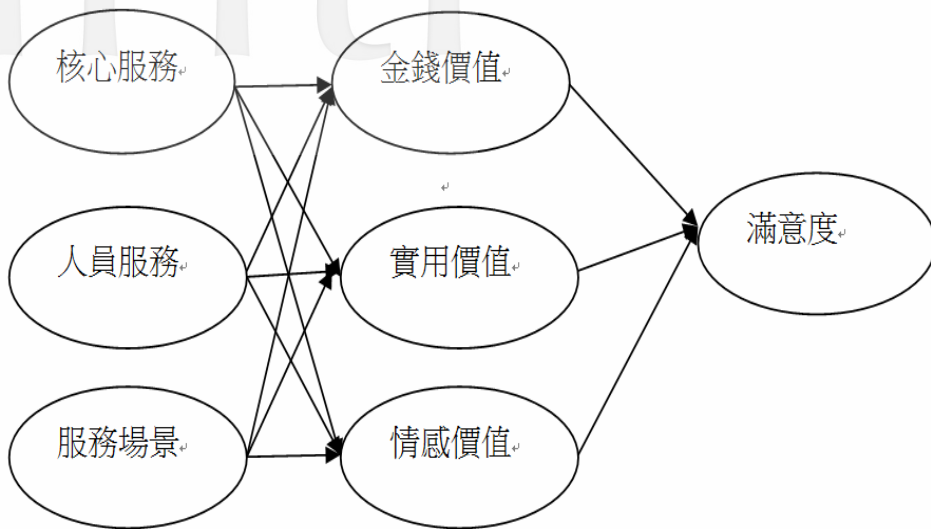 核心服務
金錢價值
人員服務
實用價值
滿意度
服務場景
情感價值